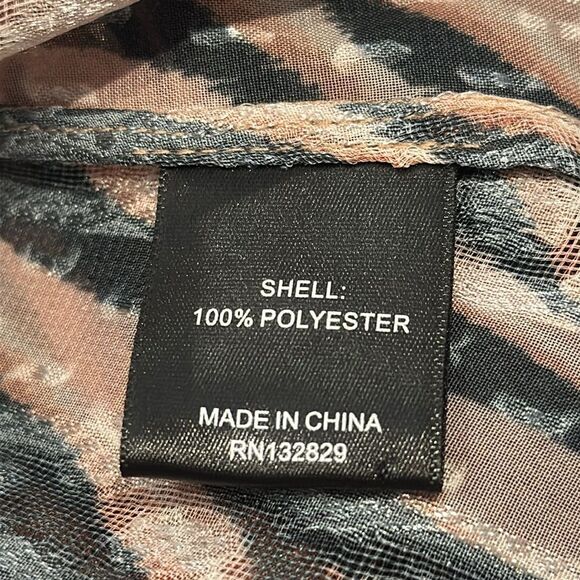 SHELL:
100% POLYESTER
MADE IN CHINA
RN132829